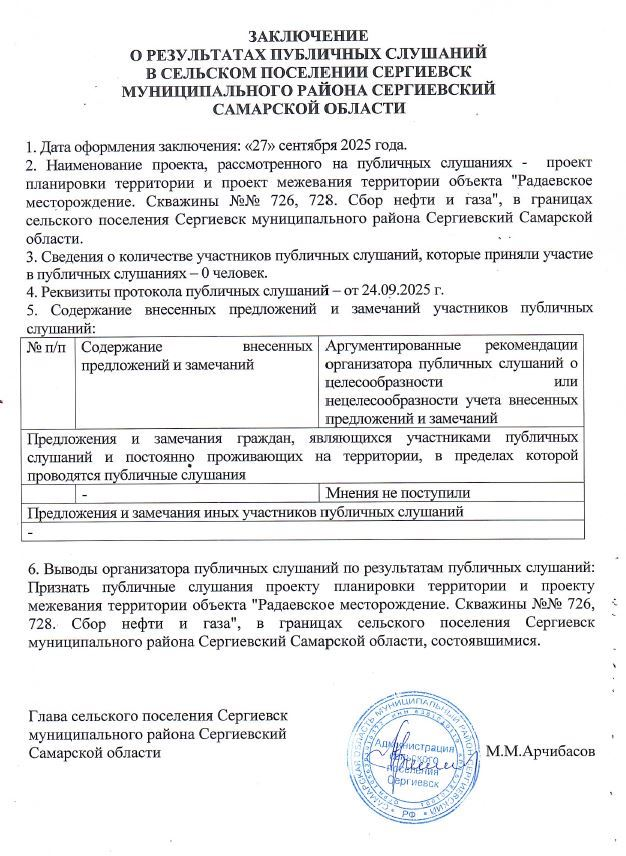 ЗАКЛЮЧЕНИЕ
О РЕЗУЛЬТАТАХ ПУБЛИЧНЫХ СЛУШАНИЙ
В СЕЛЬСКОМ ПОСЕЛЕНИИ СЕРГИЕВСК
МУНИЦИПАЛЬНОГО РАЙОНА СЕРГИЕВСКИЙ
САМАРСКОЙ ОБЛАСТИ
1. Дата оформления заключения: «27» сентября 2025 года.
2. Наименование проекта, рассмотренного на публичных слушаниях - проект
планировки территории и проект межевания территории объекта "Радаевское
месторождение. Скважины №№ 726, 728. Сбор нефти и газа", в границах
сельского поселения Сергиевск муниципального района Сергиевский Самарской
области.
3. Сведения о количестве участников публичных слушаний, которые приняли участие
в публичных слушаниях – 0 человек.
4. Реквизиты протокола публичных слушаний – от 24.09.2025 г.
5. Содержание внесенных предложений и замечаний участников публичных
слушаний:
№ п/п
Содержание внесенных
предложений и замечаний
Аргументированные рекомендации
организатора публичных слушаний о
целесообразности или
нецелесообразности учета внесенных
предложений и замечаний
Предложения и замечания граждан, являющихся участниками публичных
слушаний и постоянно проживающих на территории, в пределах которой
проводятся публичные слушания
-
Мнения не поступили
Предложения и замечания иных участников публичных слушаний
-
6. Выводы организатора публичных слушаний по результатам публичных слушаний:
Признать публичные слушания проекту планировки территории и проекту
межевания территории объекта "Радаевское месторождение. Скважины №№ 726,
728. Сбор нефти и газа", в границах сельского поселения Сергиевск
муниципального района Сергиевский Самарской области, состоявшимися.
Глава сельского поселения Сергиевск
муниципального района Сергиевский
Самарской области
М.М.Арчибасов
САМАРСКАЯ ОБЛАСТЬ МУНИЦИПАЛЬНЫЙ РАЙОН СЕРГИЕВСКИЙ
РФ
Администрация
сельского
поселения
Сергиевск